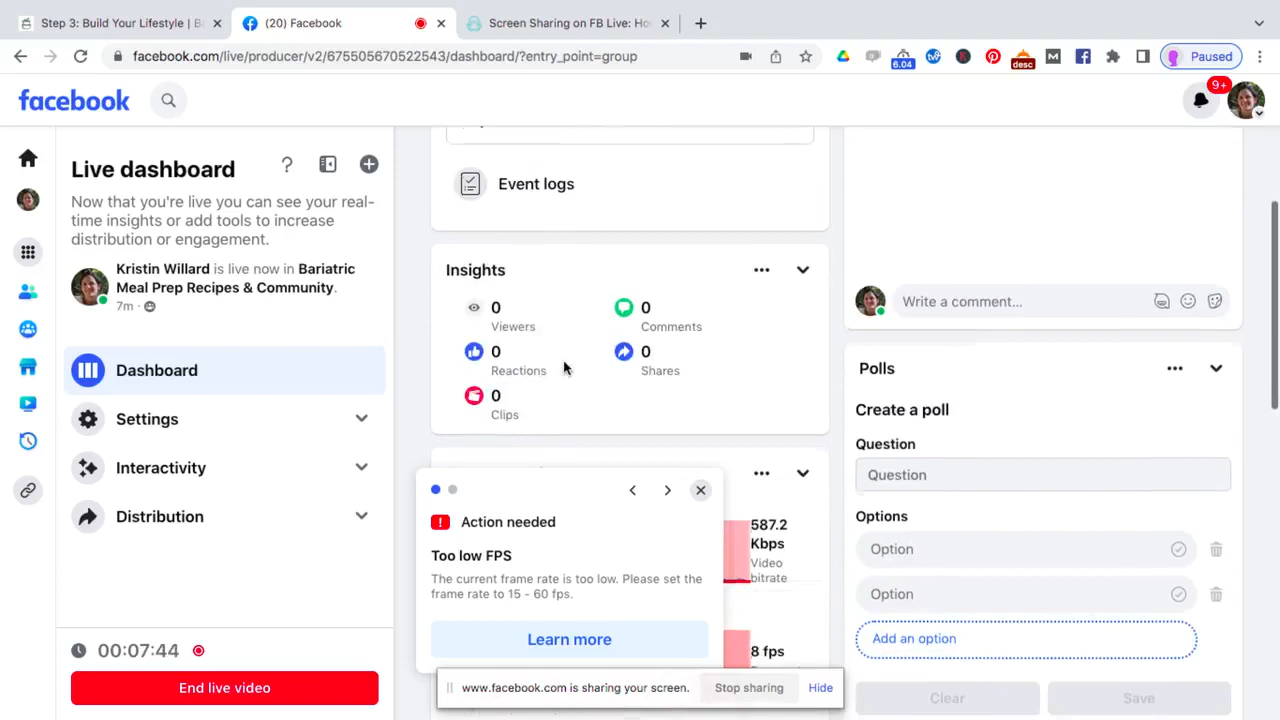 Step 3: Build Your Lifestyle | B
(20) Facebook
Screen Sharing on FB Live: Ho
facebook.com/live/producer/v2/675505670522543/dashboard/?entry_point=group
6.04
desc
Paused
facebook
9+
Live dashboard
Now that you're live you can see your real-
time insights or add tools to increase
distribution or engagement.
Kristin Willard is live now in Bariatric
Meal Prep Recipes & Community.
7m ·
Dashboard
Settings
Interactivity
Distribution
00:07:44
End live video
Event logs
Insights
0
Viewers
0
Comments
0
Reactions
0
Shares
0
Clips
Action needed
Too low FPS
The current frame rate is too low. Please set the
frame rate to 15 - 60 fps.
Learn more
587.2
Kbps
Video
bitrate
8 fps
www.facebook.com is sharing your screen.
Stop sharing
Hide
Write a comment...
Polls
Create a poll
Question
Question
Options
Option
Option
Add an option
Clear
Save